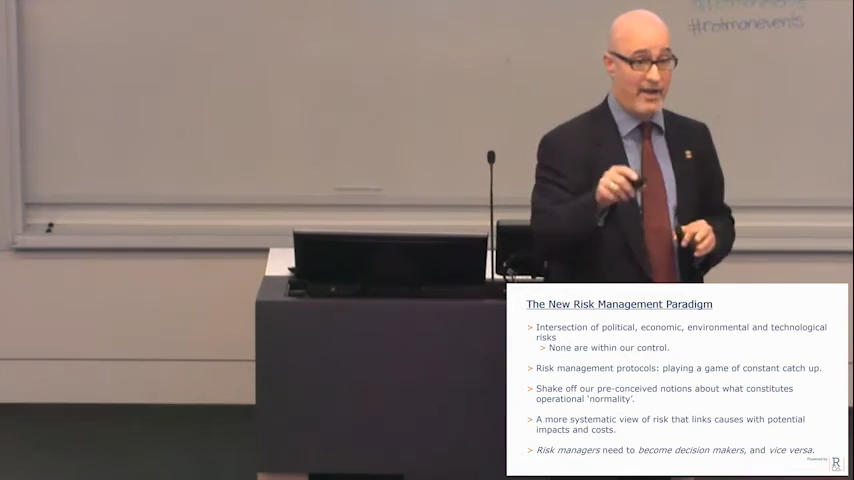 #rotmanevents
The New Risk Management Paradigm
> Intersection of political, economic, environmental and technological
risks
> None are within our control.
> Risk management protocols: playing a game of constant catch up.
> Shake off our pre-conceived notions about what constitutes
operational ‘normality’.
> A more systematic view of risk that links causes with potential
impacts and costs.
> Risk managers need to become decision makers, and vice versa.
Powered by